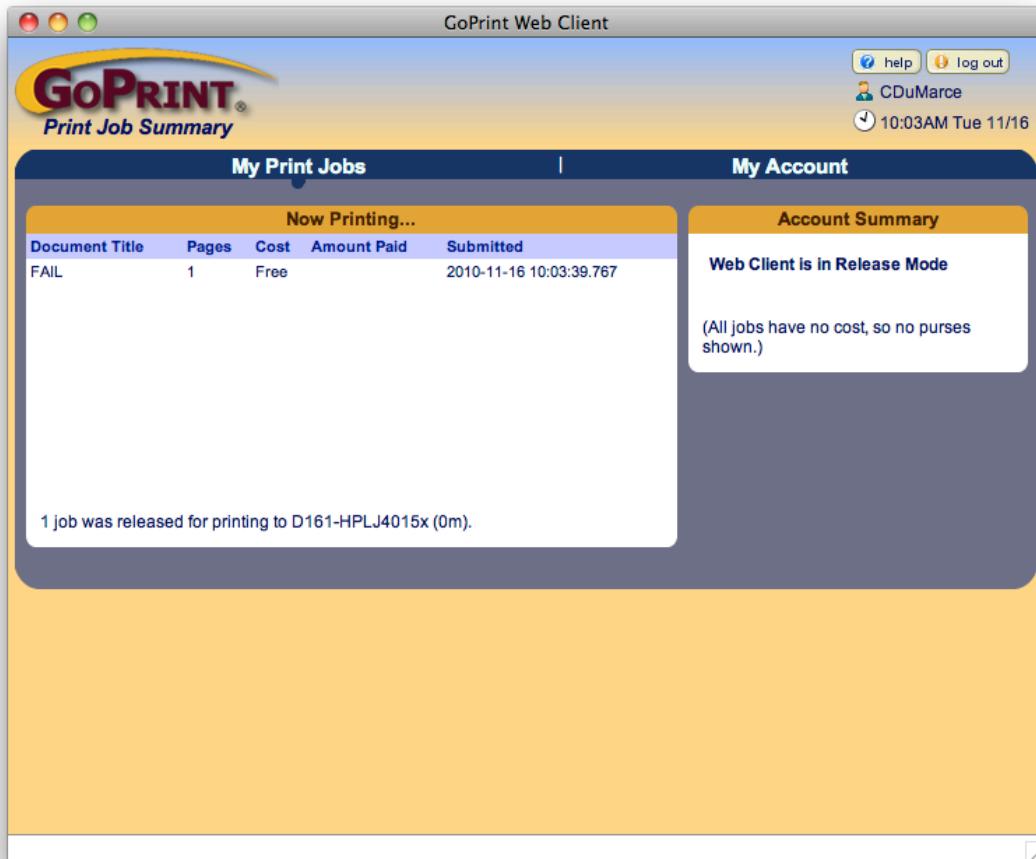 GoPrint Web Client
GOPRINT®
Print Job Summary
help
log out
CDuMarce
10:03AM Tue 11/16
My Print Jobs | My Account
Now Printing...
Document Title Pages Cost Amount Paid Submitted
FAIL 1 Free 2010-11-16 10:03:39.767
1 job was released for printing to D161-HPLJ4015x (0m).
Account Summary
Web Client is in Release Mode
(All jobs have no cost, so no purses
shown.)